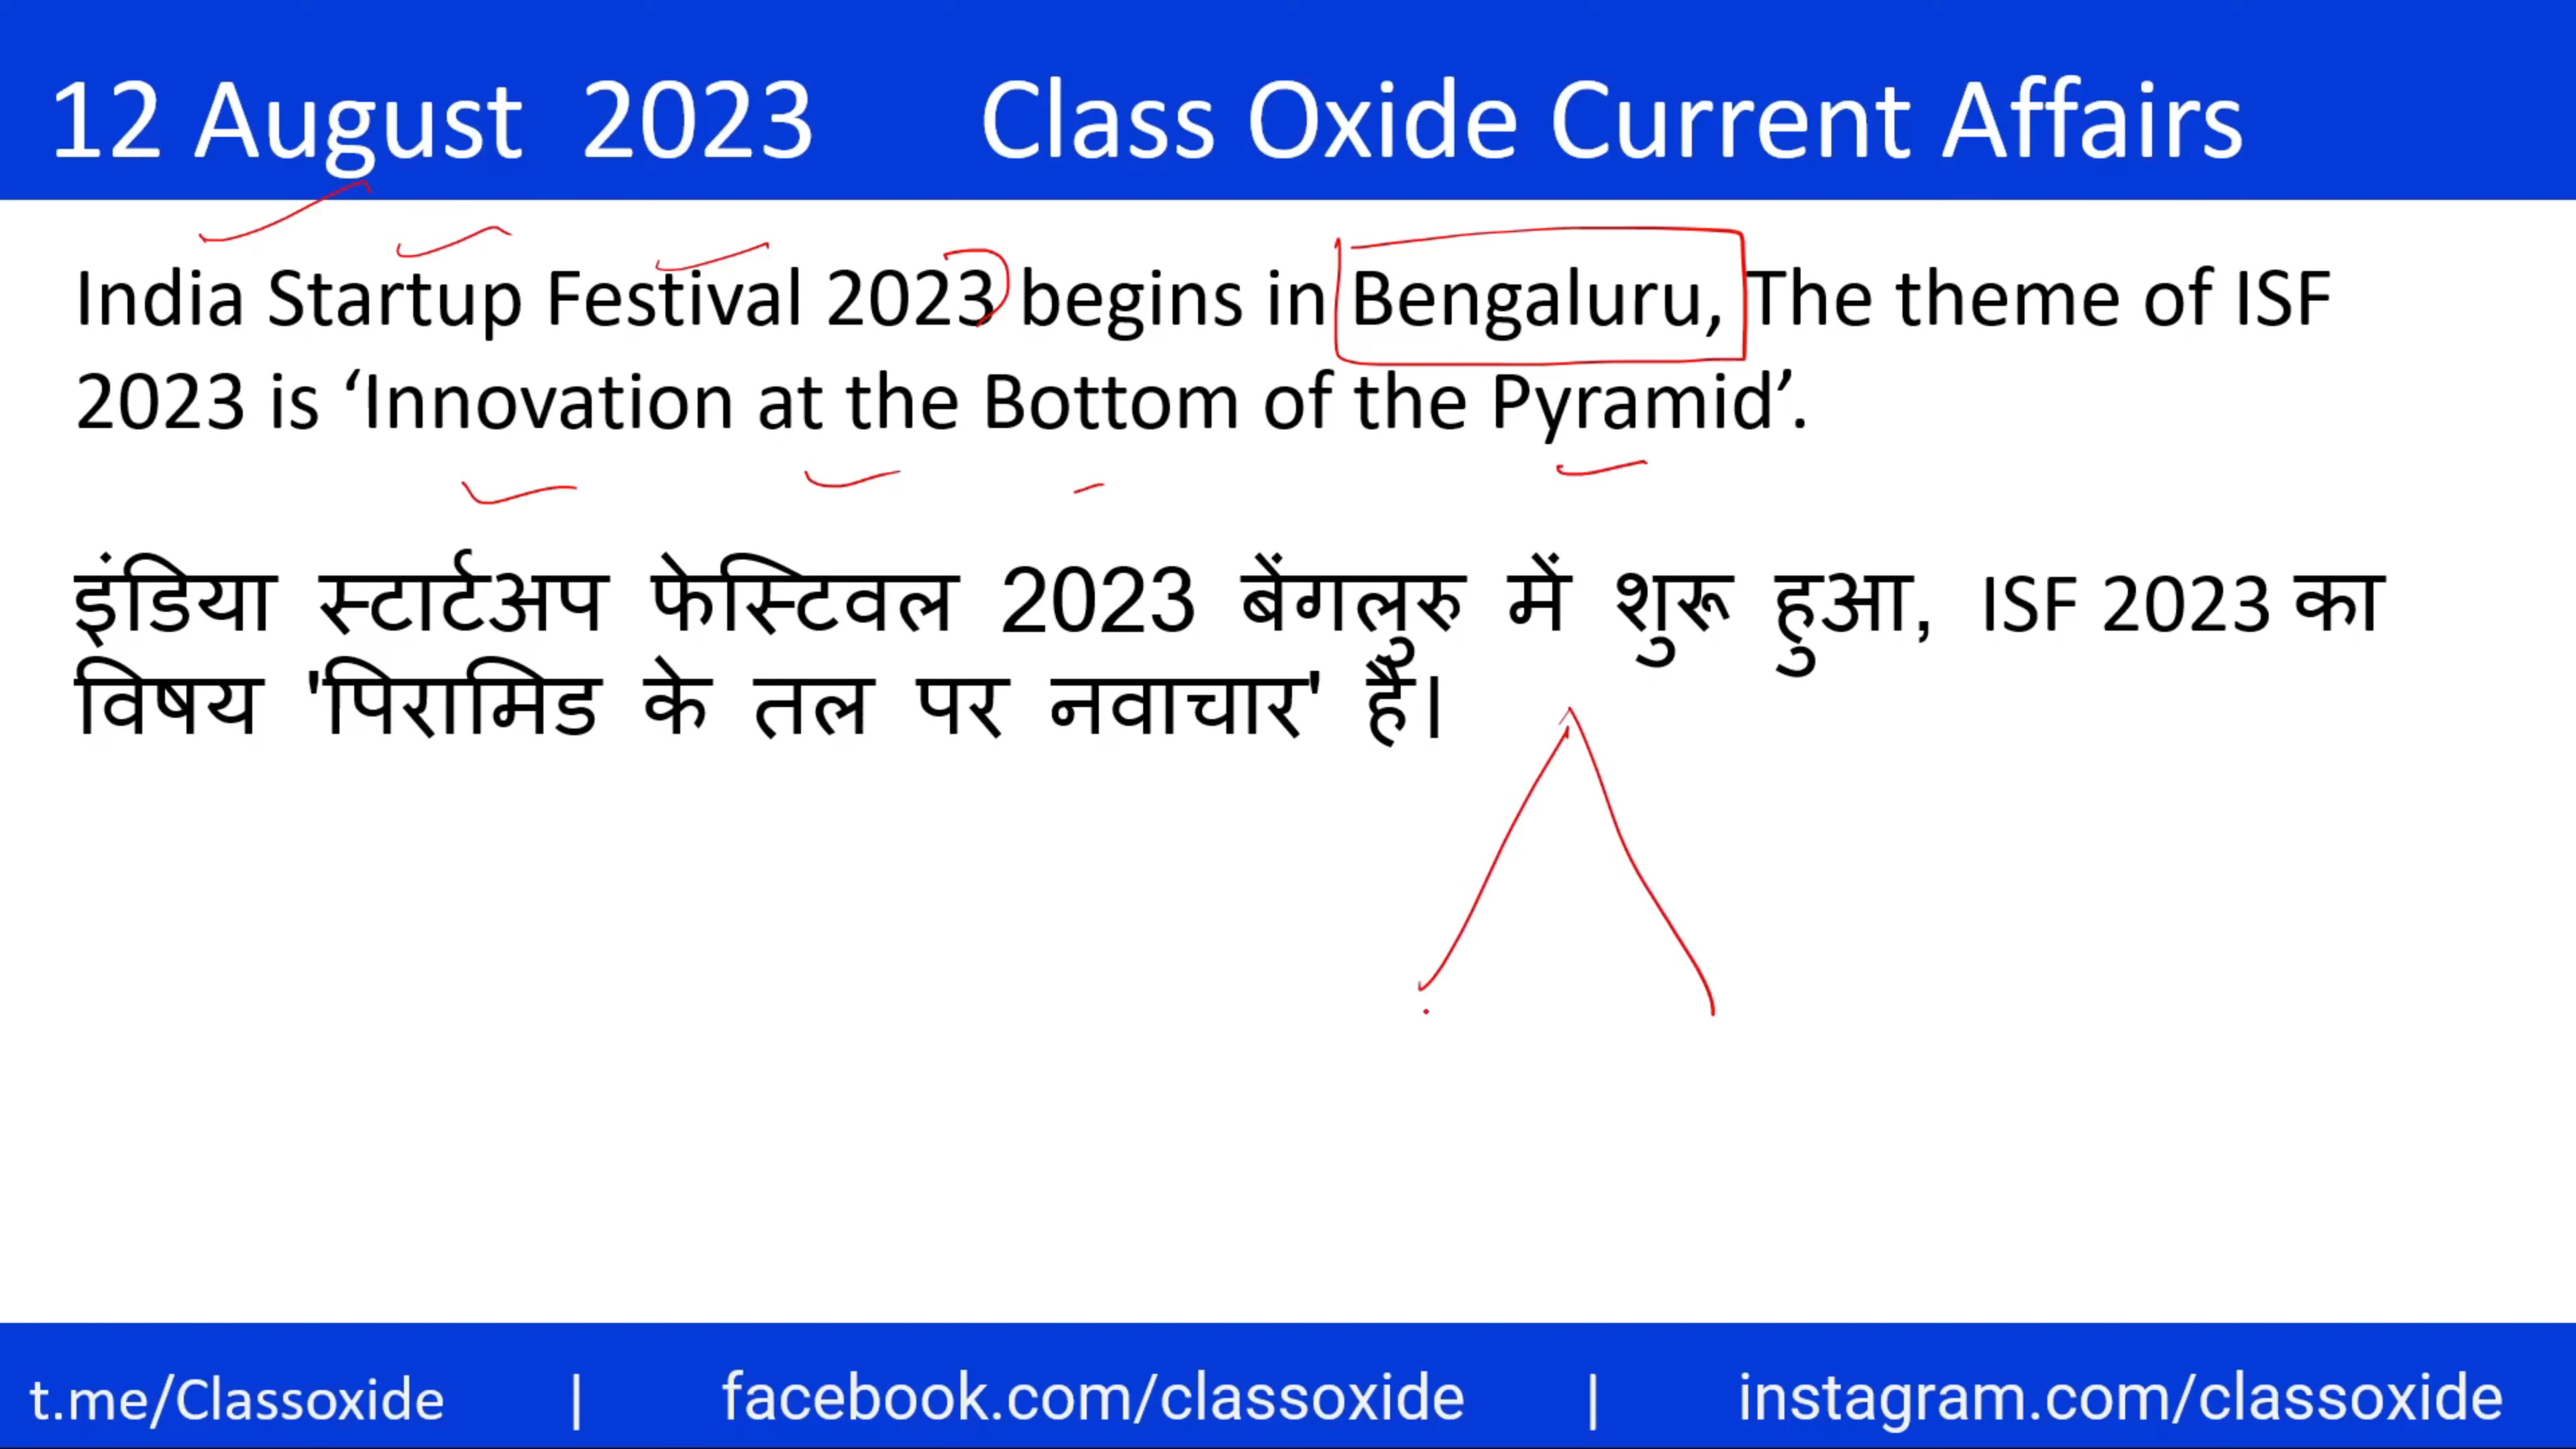 12 August 2023 Class Oxide Current Affairs
India Startup Festival 2023 begins in Bengaluru, The theme of ISF
2023 is ‘Innovation at the Bottom of the Pyramid’.
इंडिया स्टार्टअप फेस्टिवल 2023 बेंगलुरु में शुरू हुआ, ISF 2023 का
विषय 'पिरामिड के तल पर नवाचार' है।
t.me/Classoxide | facebook.com/classoxide | instagram.com/classoxide